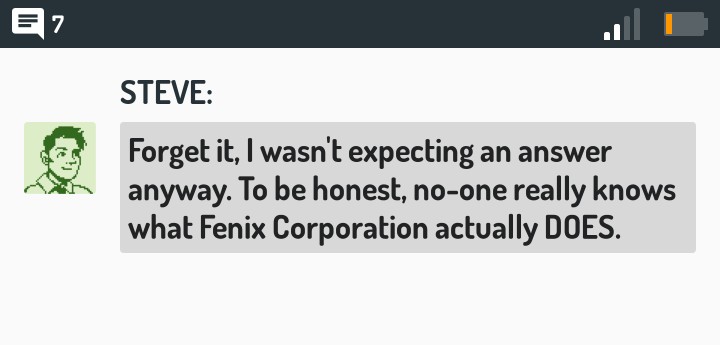 7
STEVE:
Forget it, I wasn't expecting an answer
anyway. To be honest, no-one really knows
what Fenix Corporation actually DOES.